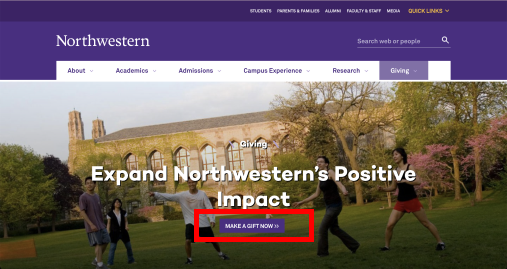 STUDENTS PARENTS & FAMILIES ALUMNI FACULTY & STAFF MEDIA QUICK LINKS
Northwestern
Search web or people
About Academics Admissions Campus Experience Research Giving
Giving
Expand Northwestern's Positive
Impact
MAKE A GIFT NOW »